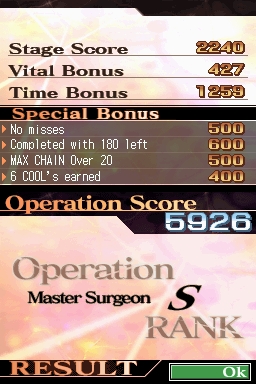 Stage Score 2240
Vital Bonus 427
Time Bonus 1259
Special Bonus
No misses 500
Completed with 180 left 600
MAX CHAIN Over 20 500
6 COOL's earned 400
Operation Score
5926
Operation
Master Surgeon S
RANK
RESULT Ok